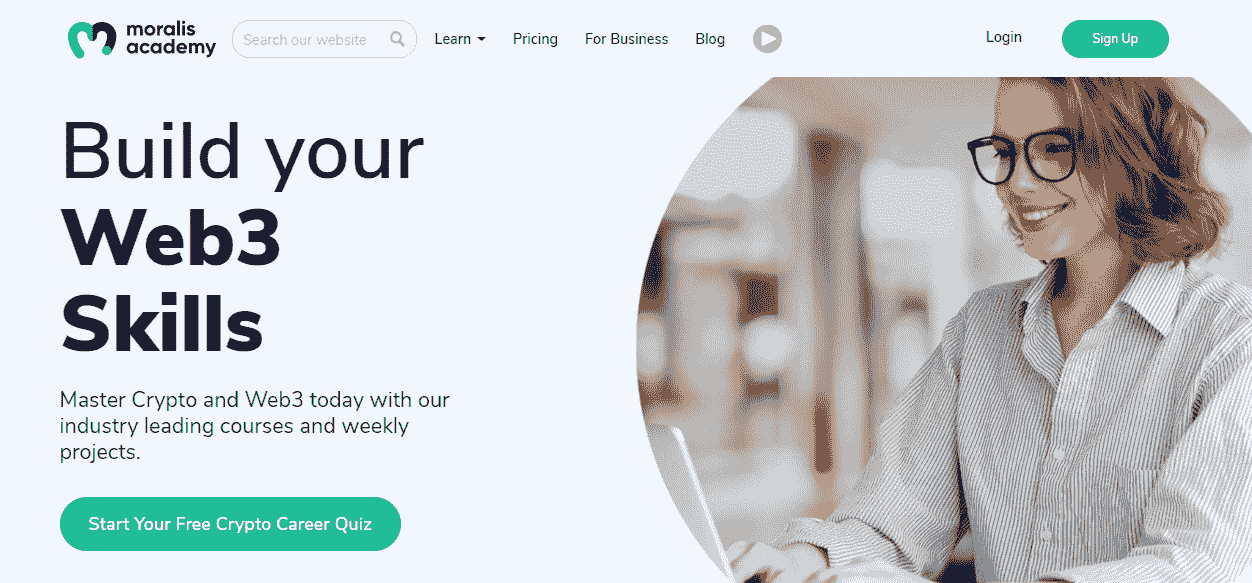 moralis
academy
Search our website
Learn
Pricing
For Business
Blog
Login
Sign Up
Build your
Web3
Skills
Master Crypto and Web3 today with our
industry leading courses and weekly
projects.
Start Your Free Crypto Career Quiz